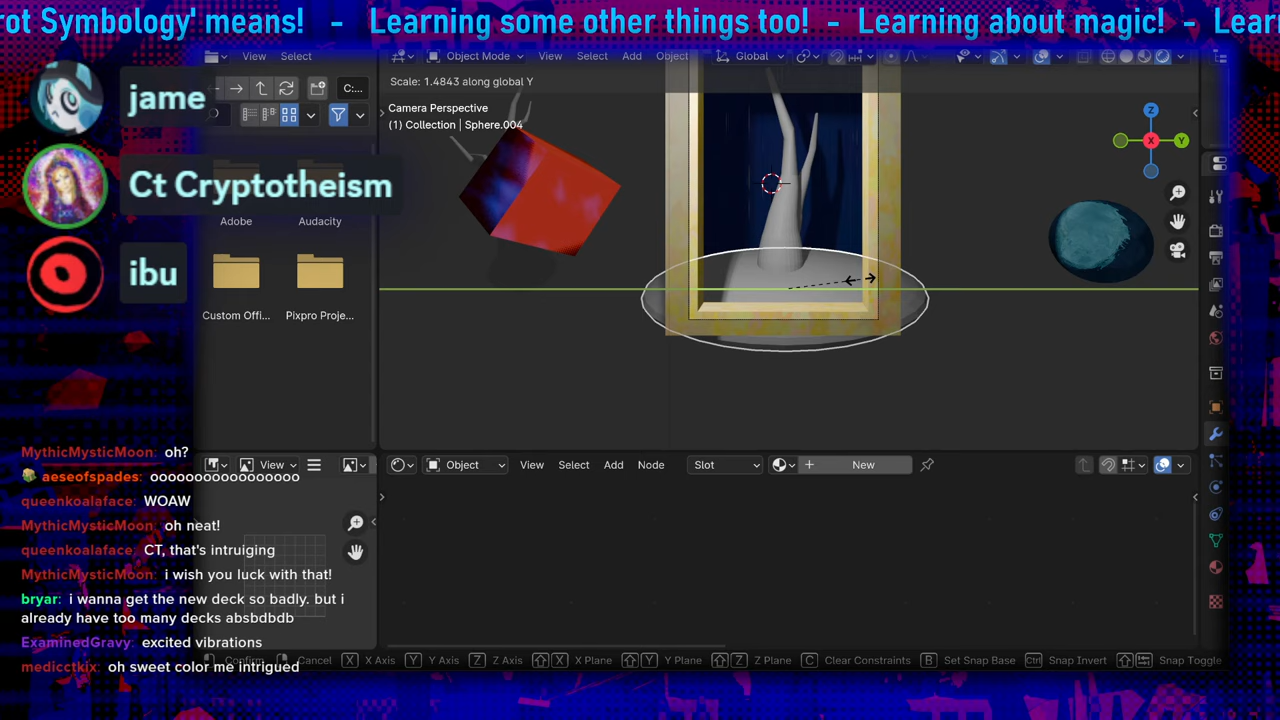 rot Symbology' means! - Learning some other things too! - Learning about magic! - Lear
View Select
Object Mode View Select Add Object Global
C:...
Scale: 1.4843 along global Y
Camera Perspective
(1) Collection | Sphere.004
Z
X
Y
jame
Ct Cryptotheism
ibu
Adobe
Audacity
Custom Offi...
Pixpro Proje...
View
Object View Select Add Node Slot New
MythicMysticMoon: oh?
aeseofspades: ooooooooooooooooo
queenkoalaface: WOAW
MythicMysticMoon: oh neat!
queenkoalaface: CT, that's intruiging
MythicMysticMoon: i wish you luck with that!
bryar: i wanna get the new deck so badly. but i
already have too many decks absbdbdb
ExaminedGravy: excited vibrations
medicctkix: oh sweet color me intrigued
Confirm Cancel X X Axis Y Y Axis Z Z Axis X X Plane Y Y Plane Z Z Plane C Clear Constraints B Set Snap Base Ctrl Snap Invert Snap Toggle